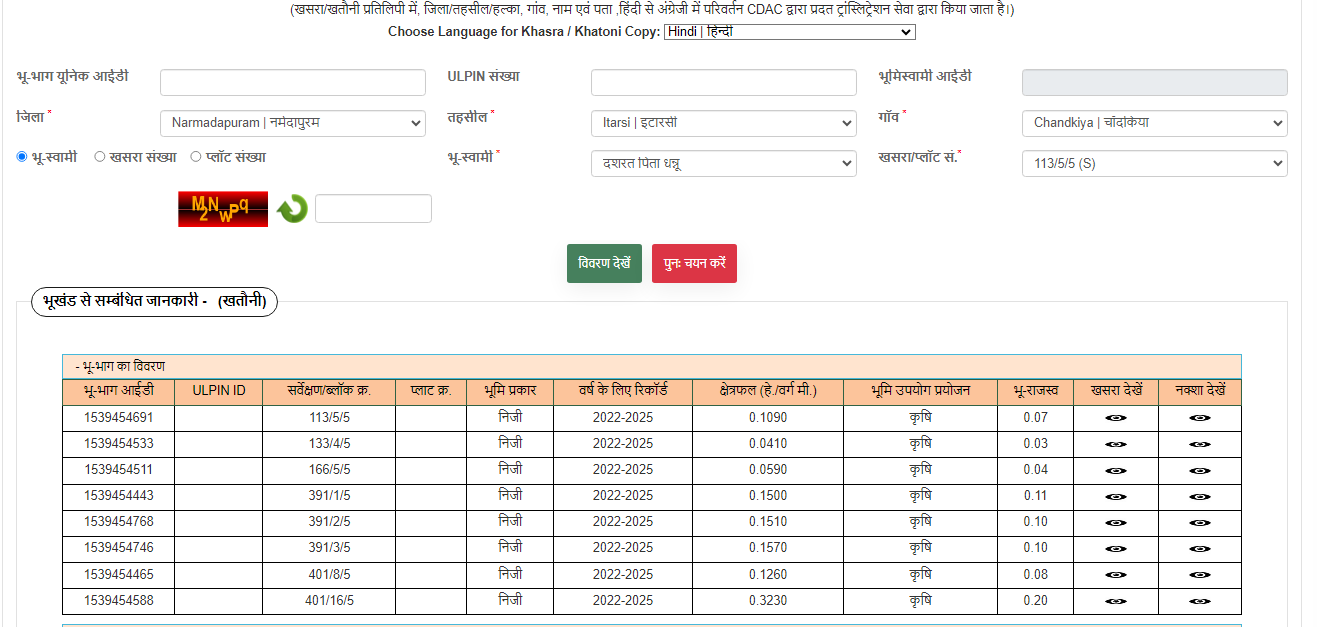 (खसरा/खतौनी प्रतिलिपी में, जिला/तहसील/हल्का, गांव, नाम एवं पता ,हिंदी से अंग्रेजी में परिवर्तन CDAC द्वारा प्रदत ट्रांस्लिट्रेशन सेवा द्वारा किया जाता है।)
Choose Language for Khasra / Khatoni Copy: Hindi | हिन्दी
भू-भाग यूनिक आईडी ULPIN संख्या भूमिस्वामी आईडी
जिला * Narmadapuram | नर्मदापुरम तहसील * Itarsi | इटारसी गाँव * Chandkiya | चाँदकिया
भू-स्वामी खसरा संख्या प्लॉट संख्या भू-स्वामी * दशरत पिता धन्नू खसरा/प्लॉट सं.* 113/5/5 (S)
M2NWPq
विवरण देखें पुनः चयन करें
भूखंड से सम्बंधित जानकारी - (खतौनी)
- भू-भाग का विवरण
भू-भाग आईडी ULPIN ID सर्वेक्षण/ब्लॉक क्र. प्लाट क्र. भूमि प्रकार वर्ष के लिए रिकॉर्ड क्षेत्रफल (हे./वर्ग मी.) भूमि उपयोग प्रयोजन भू-राजस्व खसरा देखें नक्शा देखें
1539454691 113/5/5 निजी 2022-2025 0.1090 कृषि 0.07
1539454533 133/4/5 निजी 2022-2025 0.0410 कृषि 0.03
1539454511 166/5/5 निजी 2022-2025 0.0590 कृषि 0.04
1539454443 391/1/5 निजी 2022-2025 0.1500 कृषि 0.11
1539454768 391/2/5 निजी 2022-2025 0.1510 कृषि 0.10
1539454746 391/3/5 निजी 2022-2025 0.1570 कृषि 0.10
1539454465 401/8/5 निजी 2022-2025 0.1260 कृषि 0.08
1539454588 401/16/5 निजी 2022-2025 0.3230 कृषि 0.20